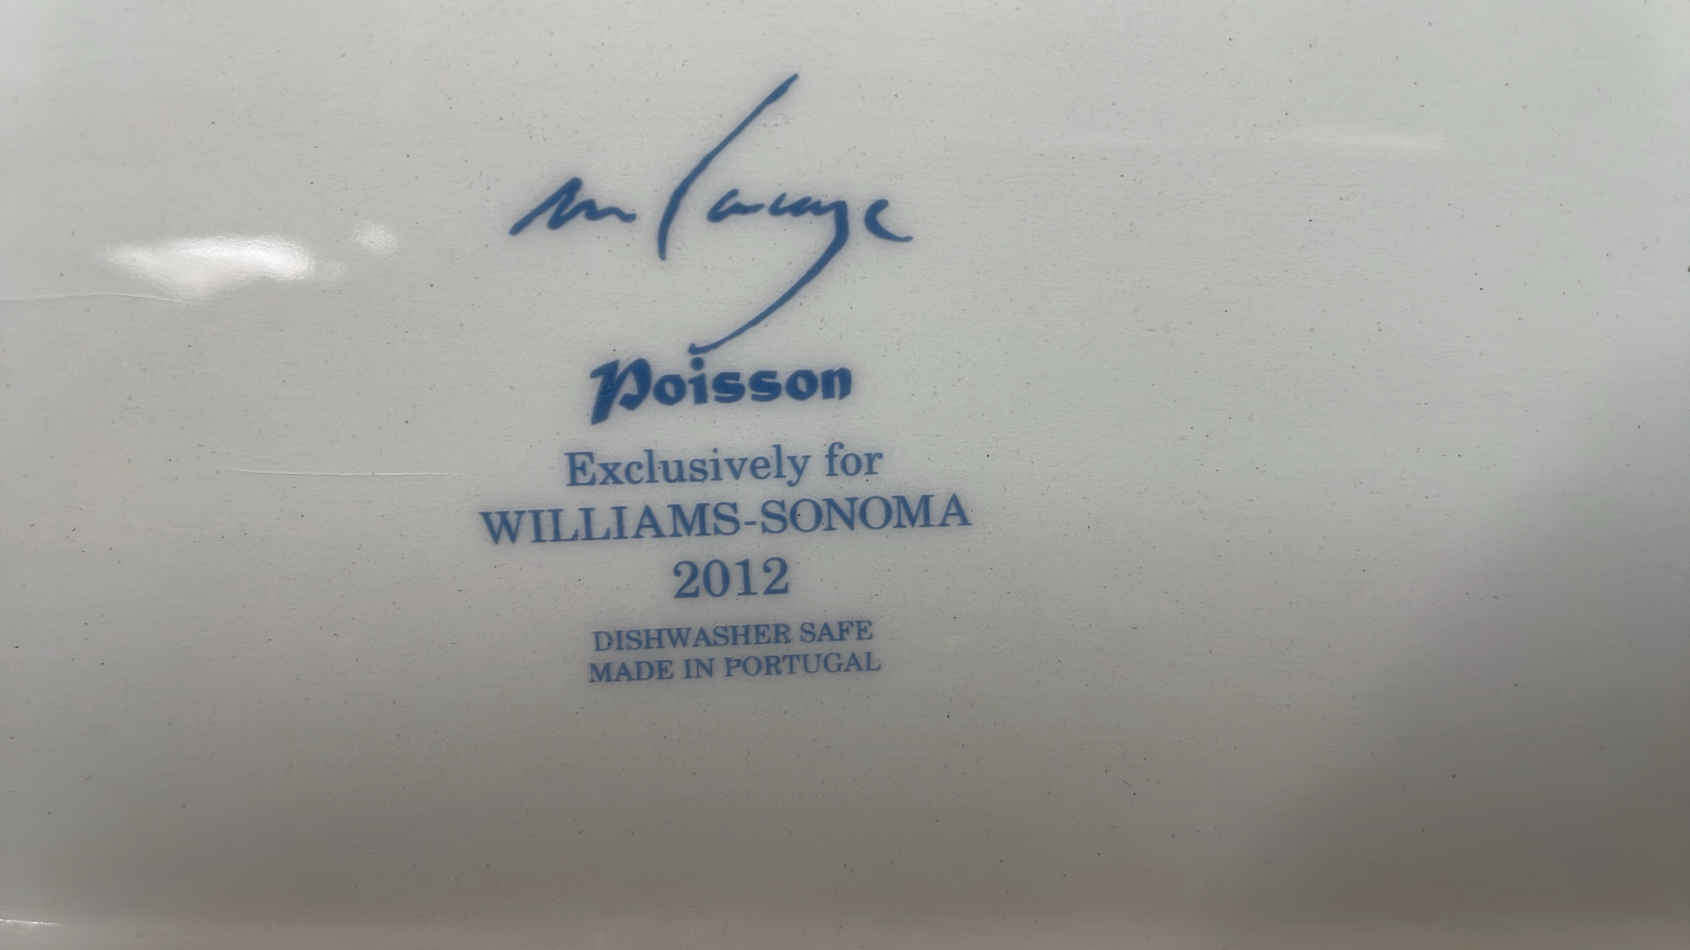 Poisson
Exclusively for
WILLIAMS-SONOMA
2012
DISHWASHER SAFE
MADE IN PORTUGAL